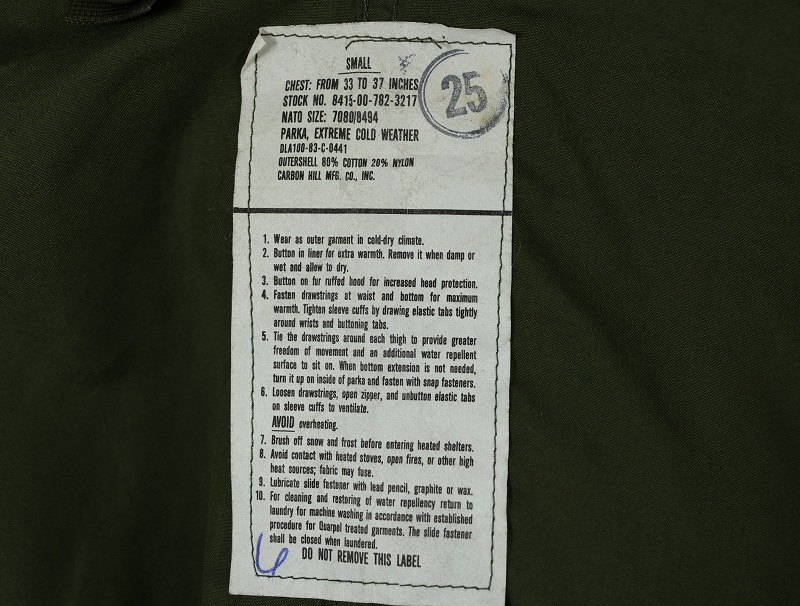 SMALL
CHEST: FROM 33 TO 37 INCHES
STOCK NO. 8415-00-782-3217
NATO SIZE: 7080/8494
PARKA, EXTREME COLD WEATHER
DLA100-83-C-0441
OUTERSHELL 80% COTTON 20% NYLON
CARBON HILL MFG. CO., INC.
25
1. Wear as outer garment in cold-dry climate.
2. Button in liner for extra warmth. Remove it when damp or
wet and allow to dry.
3. Button on fur ruffed hood for increased head protection.
4. Fasten drawstrings at waist and bottom for maximum
warmth. Tighten sleeve cuffs by drawing elastic tabs tightly
around wrists and buttoning tabs.
5. Tie the drawstrings around each thigh to provide greater
freedom of movement and an additional water repellent
surface to sit on. When bottom extension is not needed,
turn it up on inside of parka and fasten with snap fasteners.
6. Loosen drawstrings, open zipper, and unbutton elastic tabs
on sleeve cuffs to ventilate.
AVOID overheating.
7. Brush off snow and frost before entering heated shelters.
8. Avoid contact with heated stoves, open fires, or other high
heat sources; fabric may fuse.
9. Lubricate slide fastener with lead pencil, graphite or wax.
10. For cleaning and restoring of water repellency return to
laundry for machine washing in accordance with established
procedure for Quarpel treated garments. The slide fastener
shall be closed when laundered.
6
DO NOT REMOVE THIS LABEL